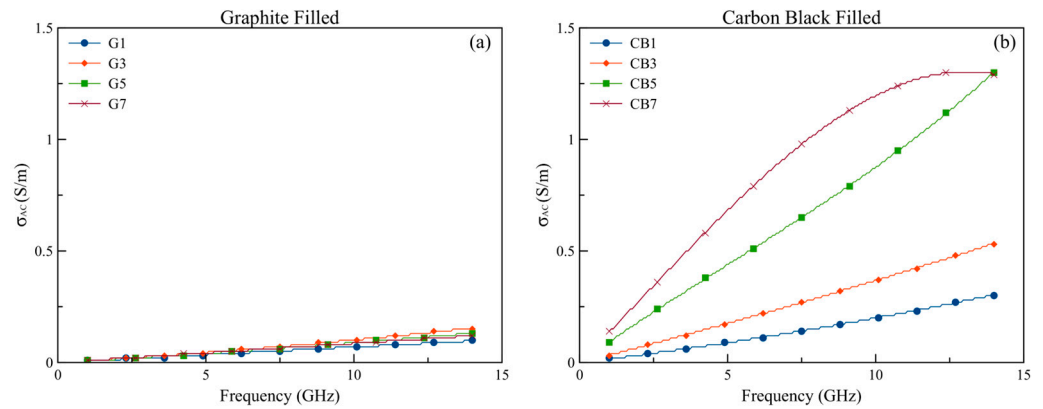 Graphite Filled
(a)
G1
G3
G5
G7
1.5
1
0.5
0
0
5
10
15
σAC (S/m)
Frequency (GHz)
Carbon Black Filled
(b)
CB1
CB3
CB5
CB7
1.5
1
0.5
0
0
5
10
15
σAC (S/m)
Frequency (GHz)